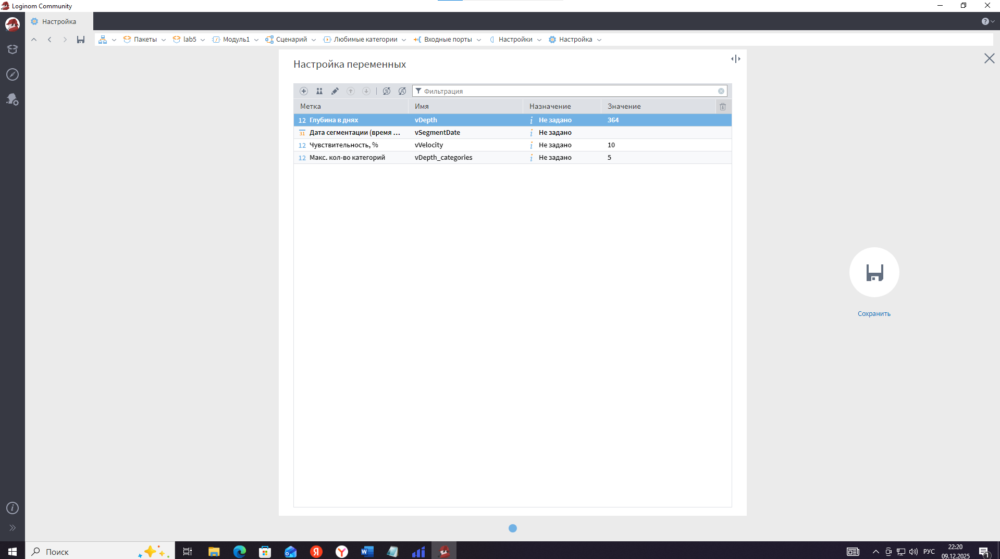 Loginom Community
Настройка
Пакеты lab5 Модуль1 Сценарий Любимые категории Входные порты Настройки Настройка
Настройка переменных
Фильтрация
Метка Имя Назначение Значение
12 Глубина в днях vDepth Не задано 364
31 Дата сегментации (время ... vSegmentDate Не задано
12 Чувствительность, % vVelocity Не задано 10
12 Макс. кол-во категорий vDepth_categories Не задано 5
Сохранить
Поиск
РУС
22:20
09.12.2025
1